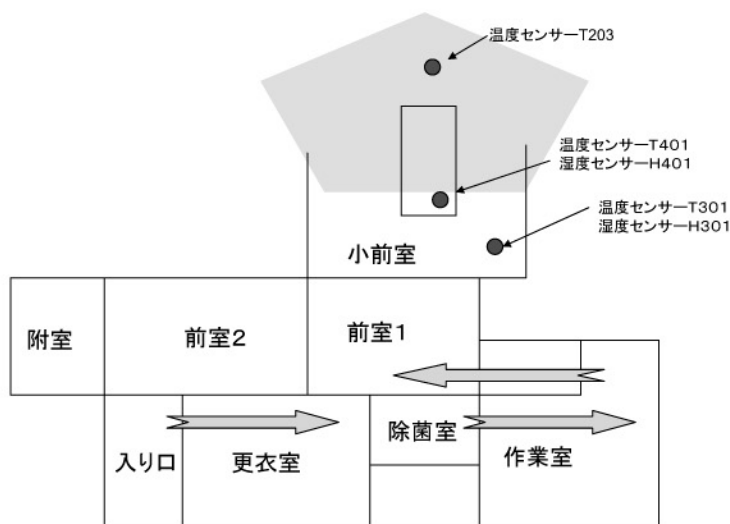 温度センサーT203
温度センサーT401
湿度センサーH401
温度センサーT301
湿度センサーH301
小前室
附室
前室2
前室1
入り口
更衣室
除菌室
作業室